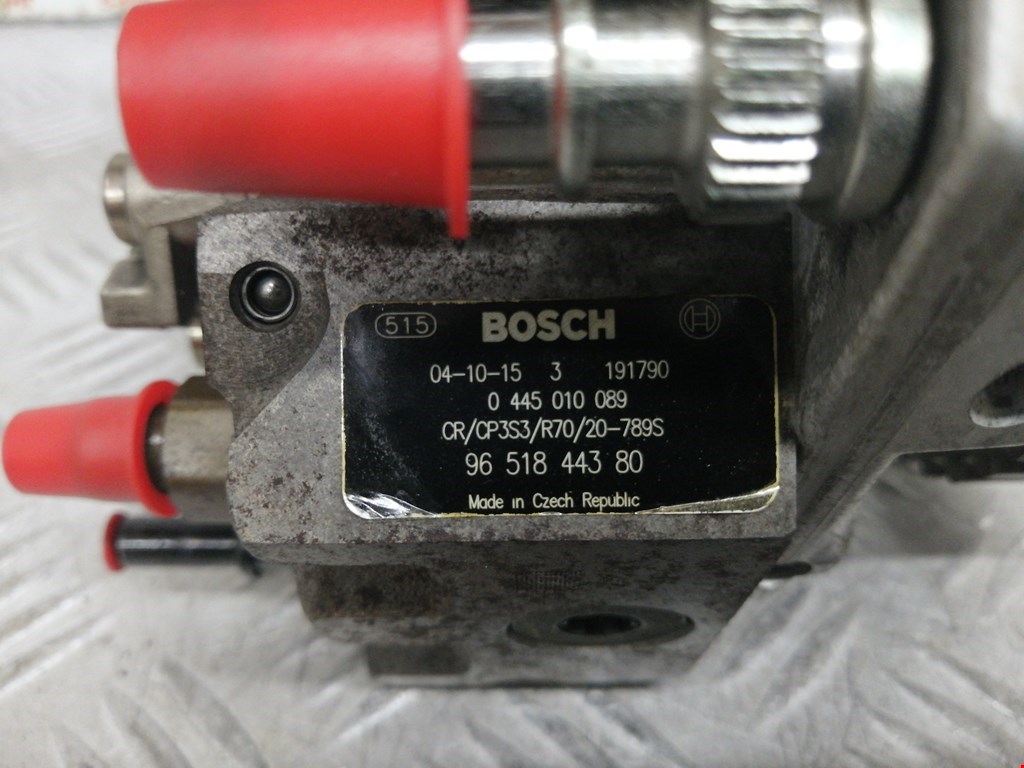 515 BOSCH H
04-10-15 3 191790
0 445 010 089
CR/CP3S3/R70/20-789S
96 518 443 80
Made in Czech Republic